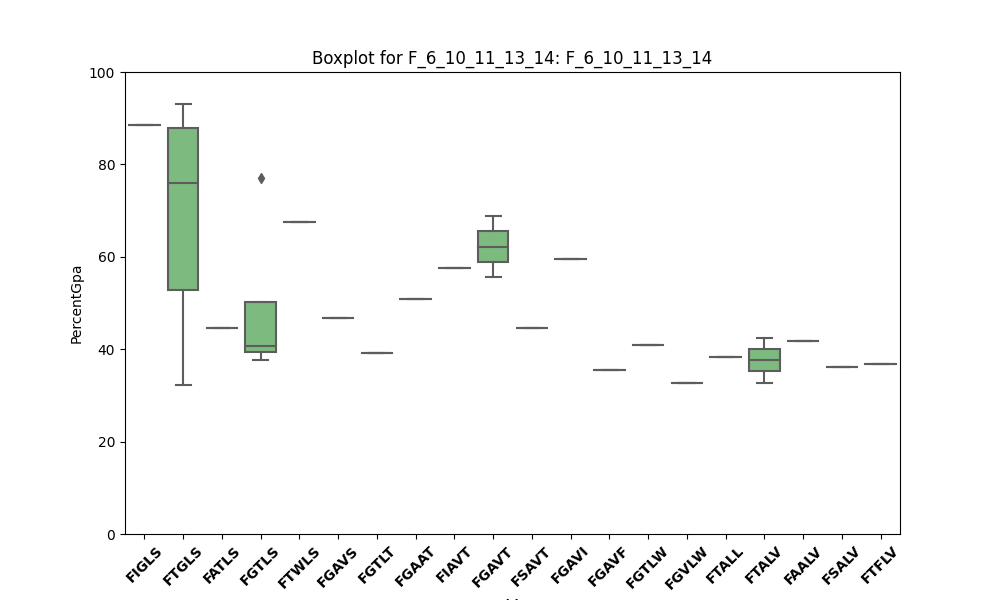 Boxplot for F_6_10_11_13_14: F_6_10_11_13_14
100
80
60
40
20
0
PercentGpa
FIGLS
FTGLS
FATLS
FGTLS
FTWLS
FGAVS
FGTLT
FGAAT
FIAVT
FGAVT
FSAVT
FGAVI
FGAVF
FGTLW
FGVLW
FTALL
FTALV
FAALV
FSALV
FTFLV